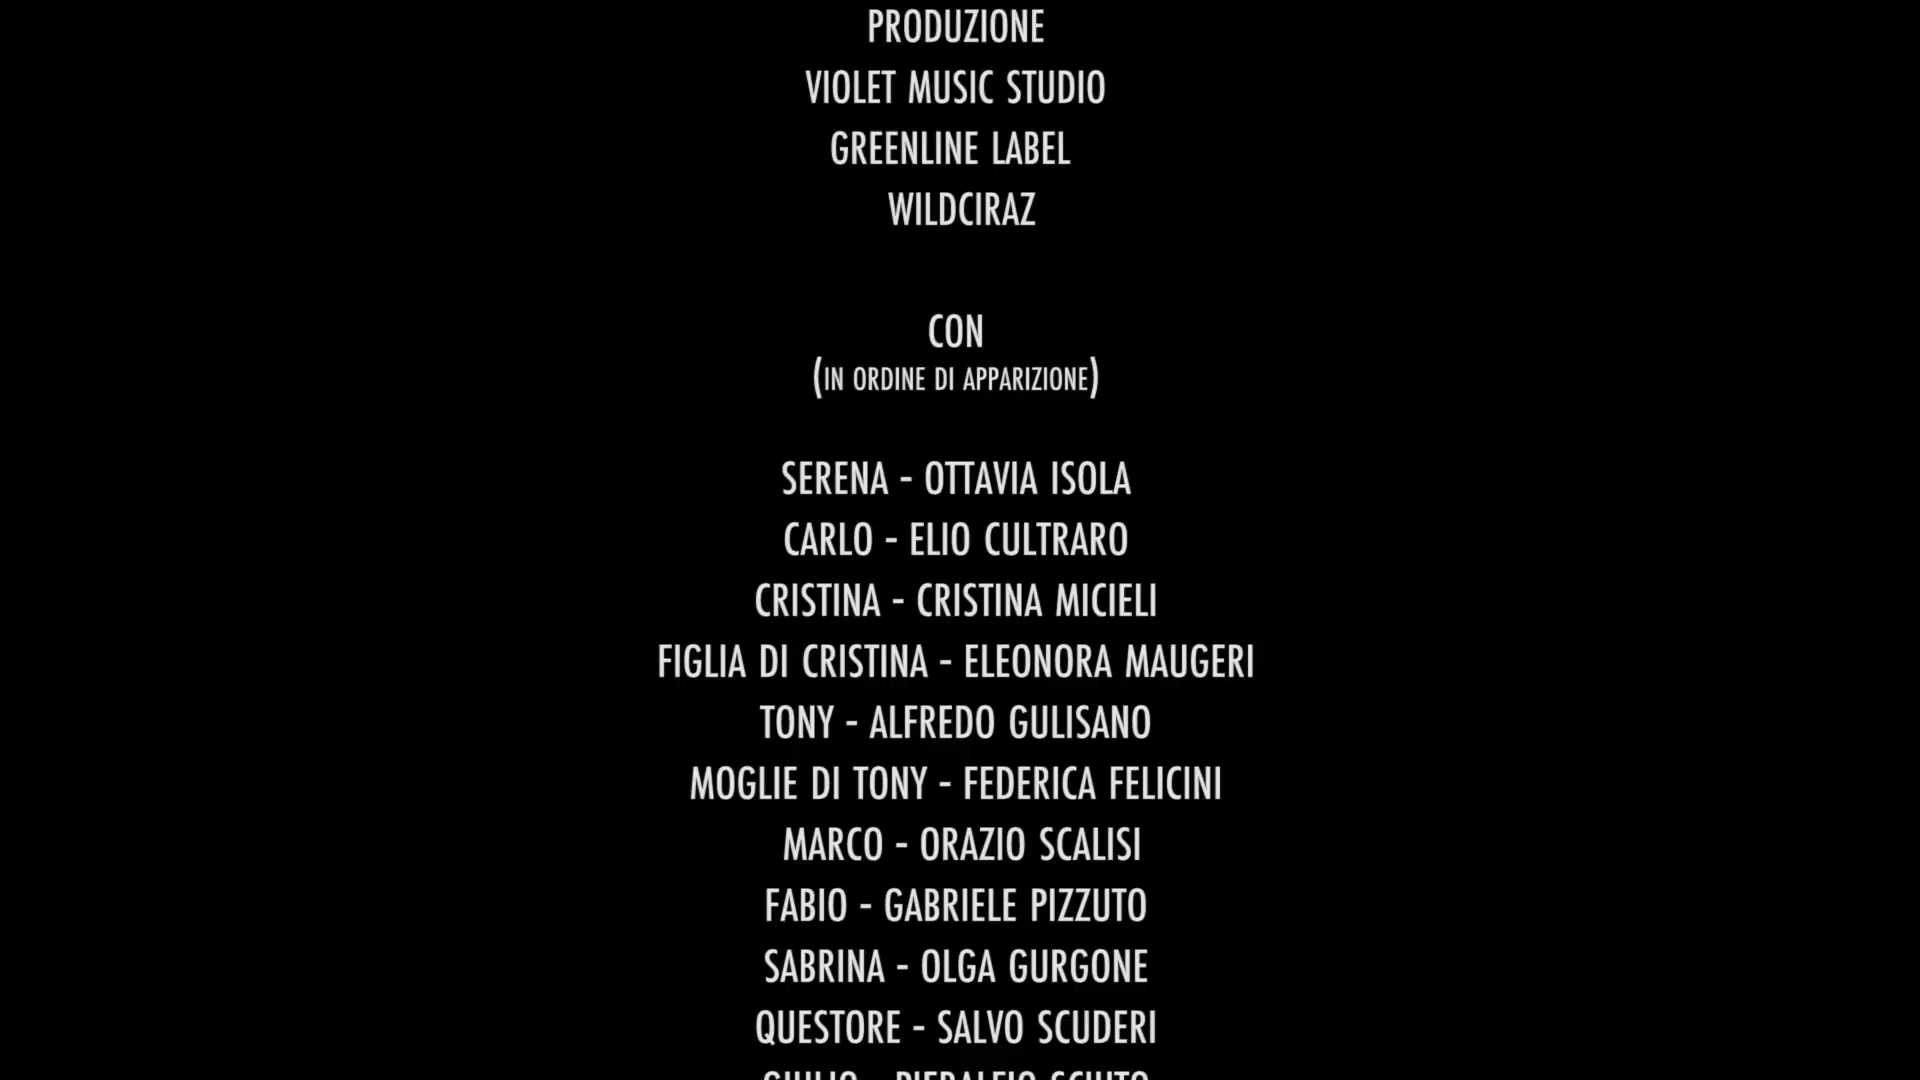 PRODUZIONE
VIOLET MUSIC STUDIO
GREENLINE LABEL
WILDCIRAZ
CON
(IN ORDINE DI APPARIZIONE)
SERENA - OTTAVIA ISOLA
CARLO - ELIO CULTRARO
CRISTINA - CRISTINA MICIELI
FIGLIA DI CRISTINA - ELEONORA MAUGERI
TONY - ALFREDO GULISANO
MOGLIE DI TONY - FEDERICA FELICINI
MARCO - ORAZIO SCALISI
FABIO - GABRIELE PIZZUTO
SABRINA - OLGA GURGONE
QUESTORE - SALVO SCUDERI